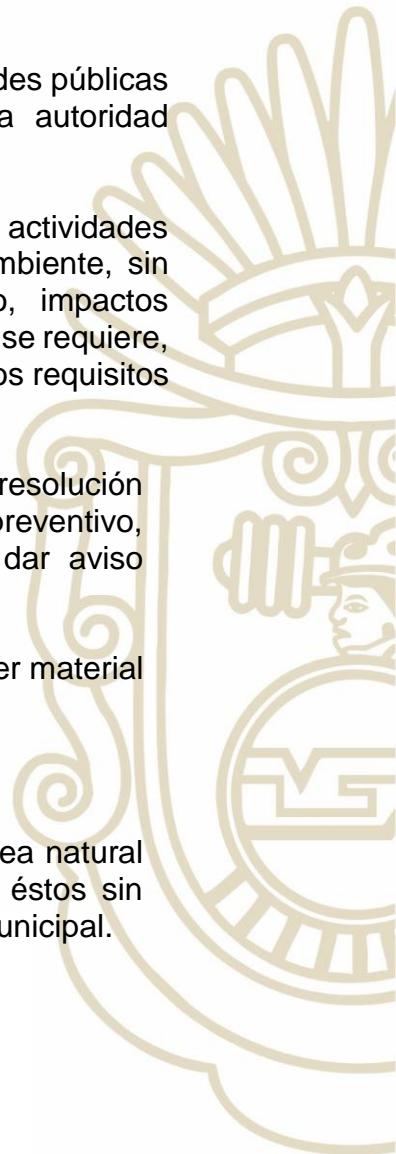 des públicas
a autoridad
actividades
mbiente, sin
o, impactos
se requiere,
os requisitos
resolución
preventivo,
dar aviso
er material
ea natural
éstos sin
unicipal.